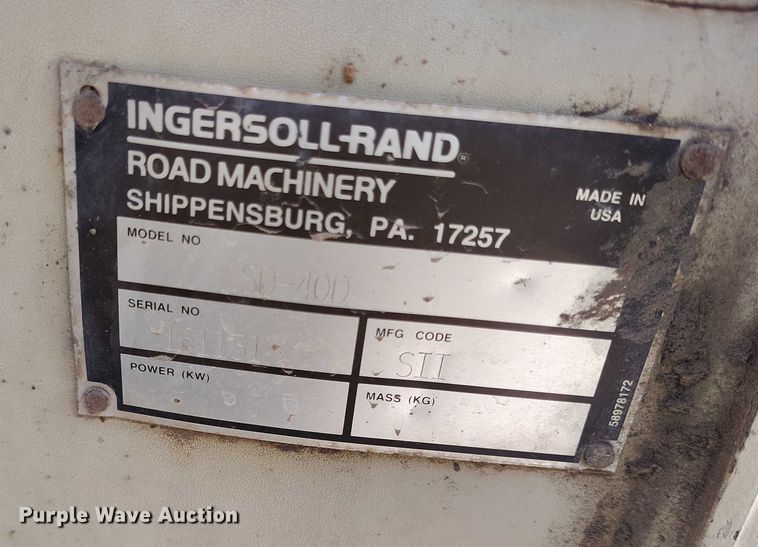 INGERSOLL-RAND®
ROAD MACHINERY
SHIPPENSBURG, PA. 17257
MADE IN
USA
MODEL NO
SD-40D
SERIAL NO
MFG CODE
STI
POWER (KW)
MASS (KG)
58978172
Purple Wave Auction